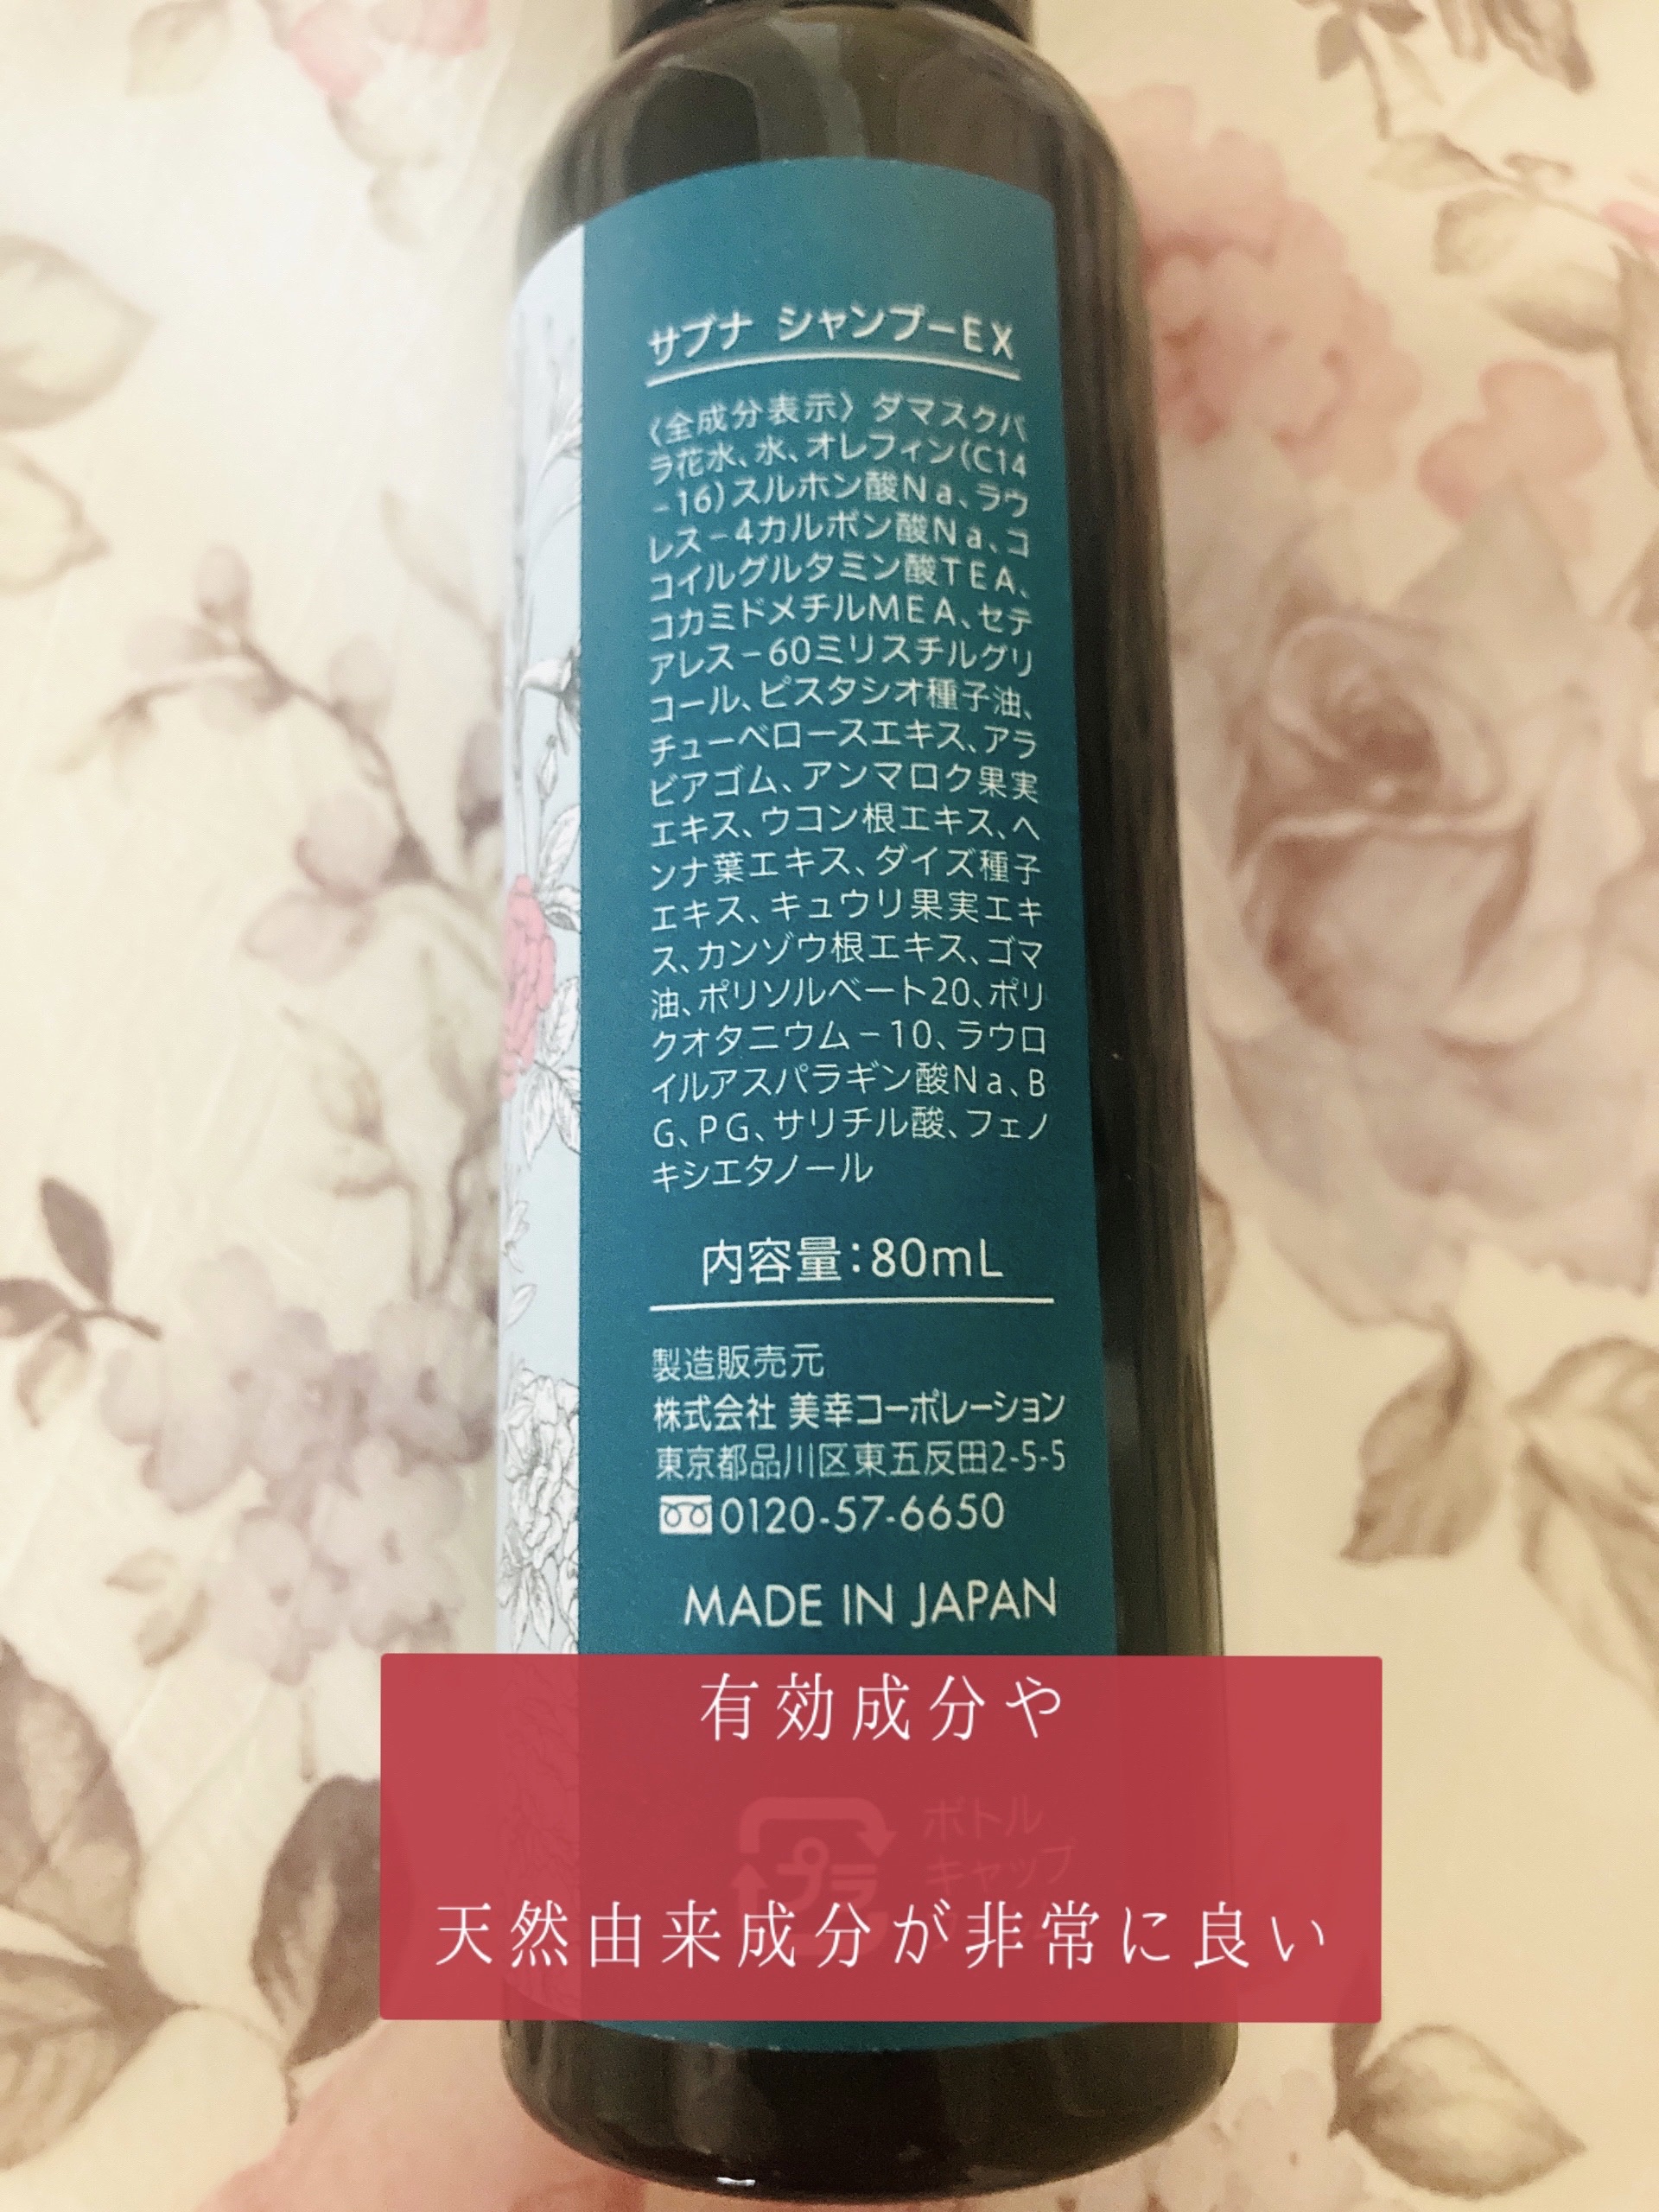 サブナ シャンプーEX
〈全成分表示〉ダマスクバ
ラ花水、水、オレフィン(C14
-16)スルホン酸Na、ラウ
レス-4カルボン酸Na、コ
コイルグルタミン酸TEA、
コカミドメチルMEA、セテ
アレス-60ミリスチルグリ
コール、ピスタシオ種子油、
チューベロースエキス、アラ
ビアゴム、アンマロク果実
エキス、ウコン根エキス、ヘ
ンナ葉エキス、ダイズ種子
エキス、キュウリ果実エキ
ス、カンゾウ根エキス、ゴマ
油、ポリソルベート20、ポリ
クオタニウム-10、ラウロ
イルアスパラギン酸Na、B
G、PG、サリチル酸、フェノ
キシエタノール
内容量:80mL
製造販売元
株式会社 美幸コーポレーション
東京都品川区東五反田2-5-5
0120-57-6650
MADE IN JAPAN
有効成分や
プラ
ボトル
キャップ
天然由来成分が非常に良い